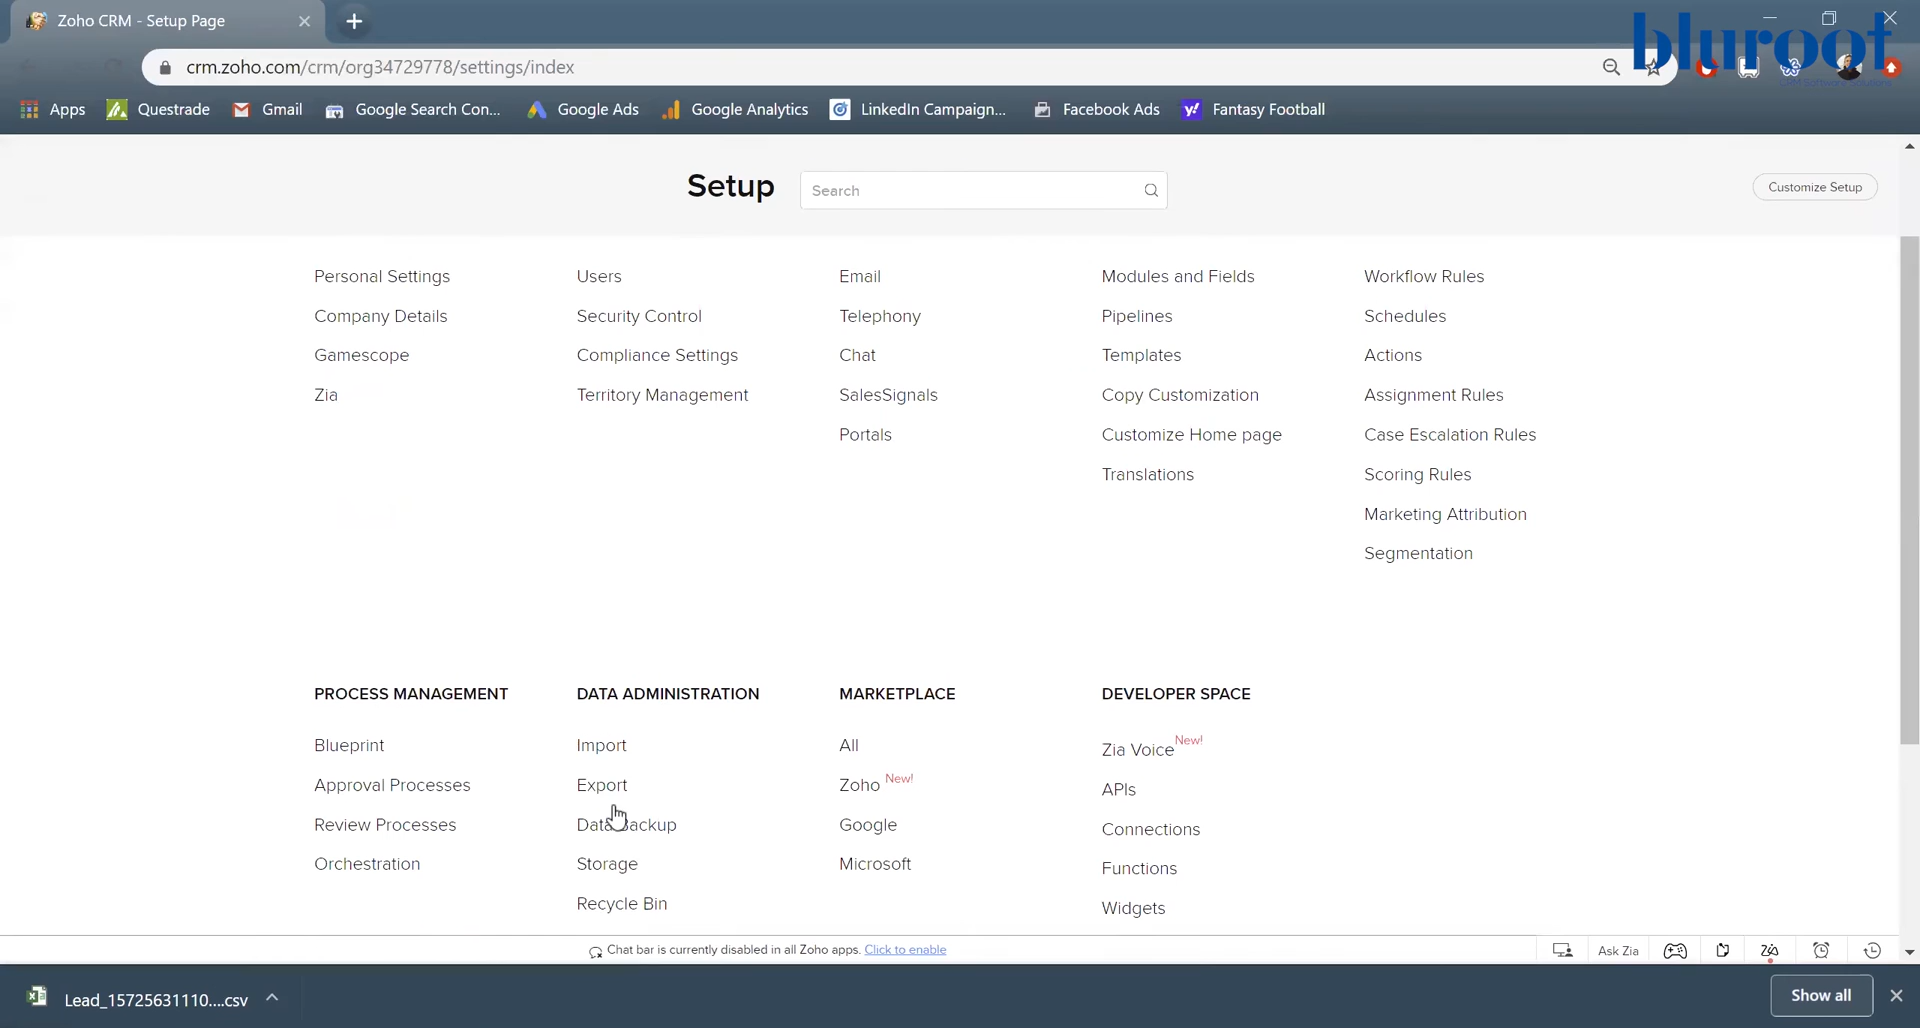 Zoho CRM - Setup Page
bluroot
crm.zoho.com/crm/org34729778/settings/index
Apps Questrade Gmail Google Search Con... Google Ads Google Analytics LinkedIn Campaign... Facebook Ads Fantasy Football
Setup Search Customize Setup
Personal Settings Users Email Modules and Fields Workflow Rules
Company Details Security Control Telephony Pipelines Schedules
Gamescope Compliance Settings Chat Templates Actions
Zia Territory Management SalesSignals Copy Customization Assignment Rules
Portals Customize Home page Case Escalation Rules
Translations Scoring Rules
Marketing Attribution
Segmentation
PROCESS MANAGEMENT DATA ADMINISTRATION MARKETPLACE DEVELOPER SPACE
Blueprint Import All Zia Voice New!
Approval Processes Export Zoho New! APIs
Review Processes Data Backup Google Connections
Orchestration Storage Microsoft Functions
Recycle Bin Widgets
Chat bar is currently disabled in all Zoho apps. Click to enable Ask Zia
Lead_15725631110....csv Show all